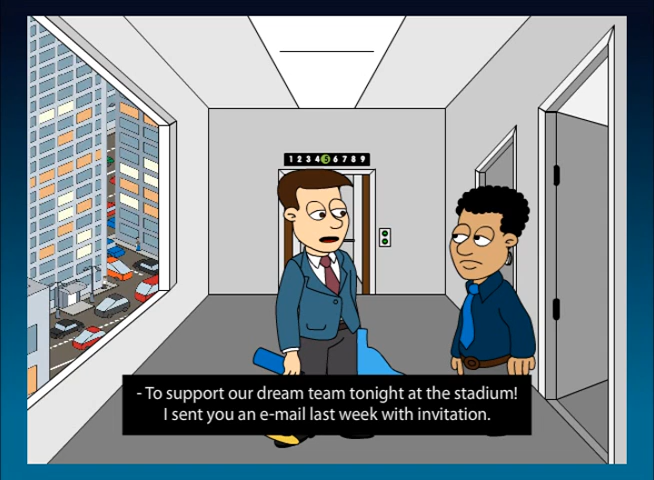 1 2 3 4 5 6 7 8 9
- To support our dream team tonight at the stadium!
I sent you an e-mail last week with invitation.